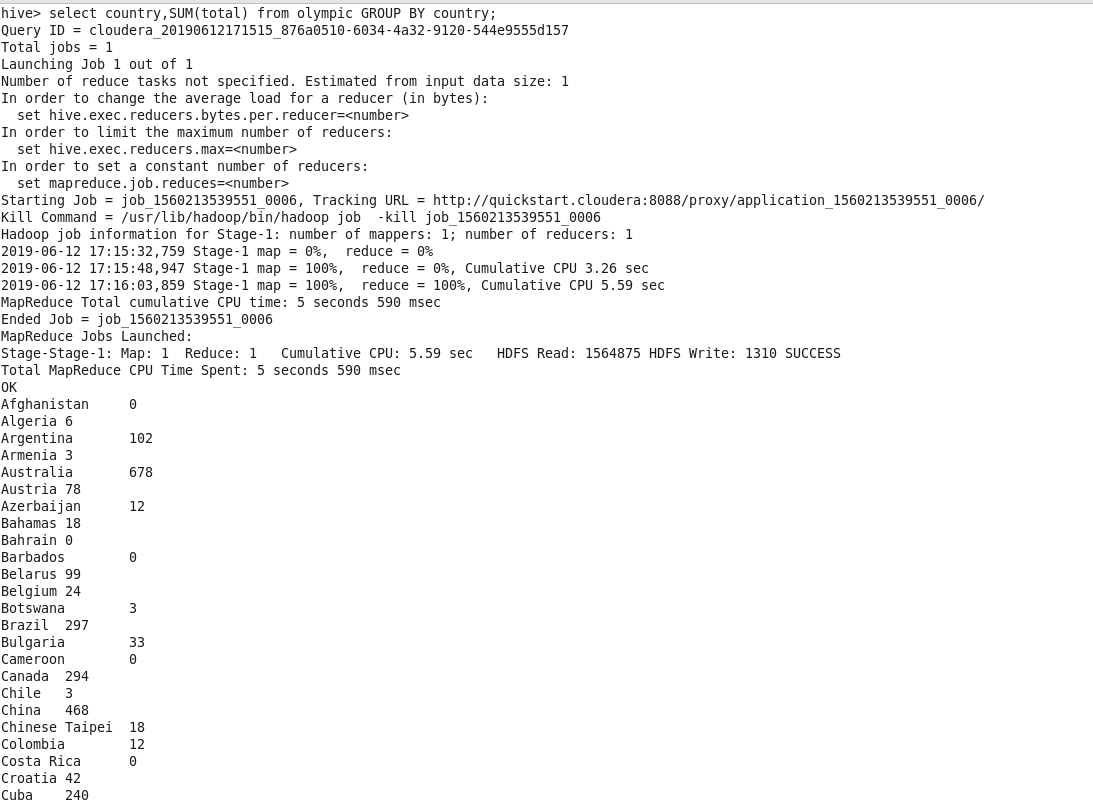 hive> select country,SUM(total) from olympic GROUP BY country;
Query ID = cloudera_20190612171515_876a0510-6034-4a32-9120-544e9555d157
Total jobs = 1
Launching Job 1 out of 1
Number of reduce tasks not specified. Estimated from input data size: 1
In order to change the average load for a reducer (in bytes):
  set hive.exec.reducers.bytes.per.reducer=<number>
In order to limit the maximum number of reducers:
  set hive.exec.reducers.max=<number>
In order to set a constant number of reducers:
  set mapreduce.job.reduces=<number>
Starting Job = job_1560213539551_0006, Tracking URL = http://quickstart.cloudera:8088/proxy/application_1560213539551_0006/
Kill Command = /usr/lib/hadoop/bin/hadoop job  -kill job_1560213539551_0006
Hadoop job information for Stage-1: number of mappers: 1; number of reducers: 1
2019-06-12 17:15:32,759 Stage-1 map = 0%,  reduce = 0%
2019-06-12 17:15:48,947 Stage-1 map = 100%,  reduce = 0%, Cumulative CPU 3.26 sec
2019-06-12 17:16:03,859 Stage-1 map = 100%,  reduce = 100%, Cumulative CPU 5.59 sec
MapReduce Total cumulative CPU time: 5 seconds 590 msec
Ended Job = job_1560213539551_0006
MapReduce Jobs Launched:
Stage-Stage-1: Map: 1  Reduce: 1   Cumulative CPU: 5.59 sec   HDFS Read: 1564875 HDFS Write: 1310 SUCCESS
Total MapReduce CPU Time Spent: 5 seconds 590 msec
OK
Afghanistan     0
Algeria 6
Argentina       102
Armenia 3
Australia       678
Austria 78
Azerbaijan      12
Bahamas 18
Bahrain 0
Barbados        0
Belarus 99
Belgium 24
Botswana        3
Brazil  297
Bulgaria        33
Cameroon        0
Canada  294
Chile   3
China   468
Chinese Taipei  18
Colombia        12
Costa Rica      0
Croatia 42
Cuba    240